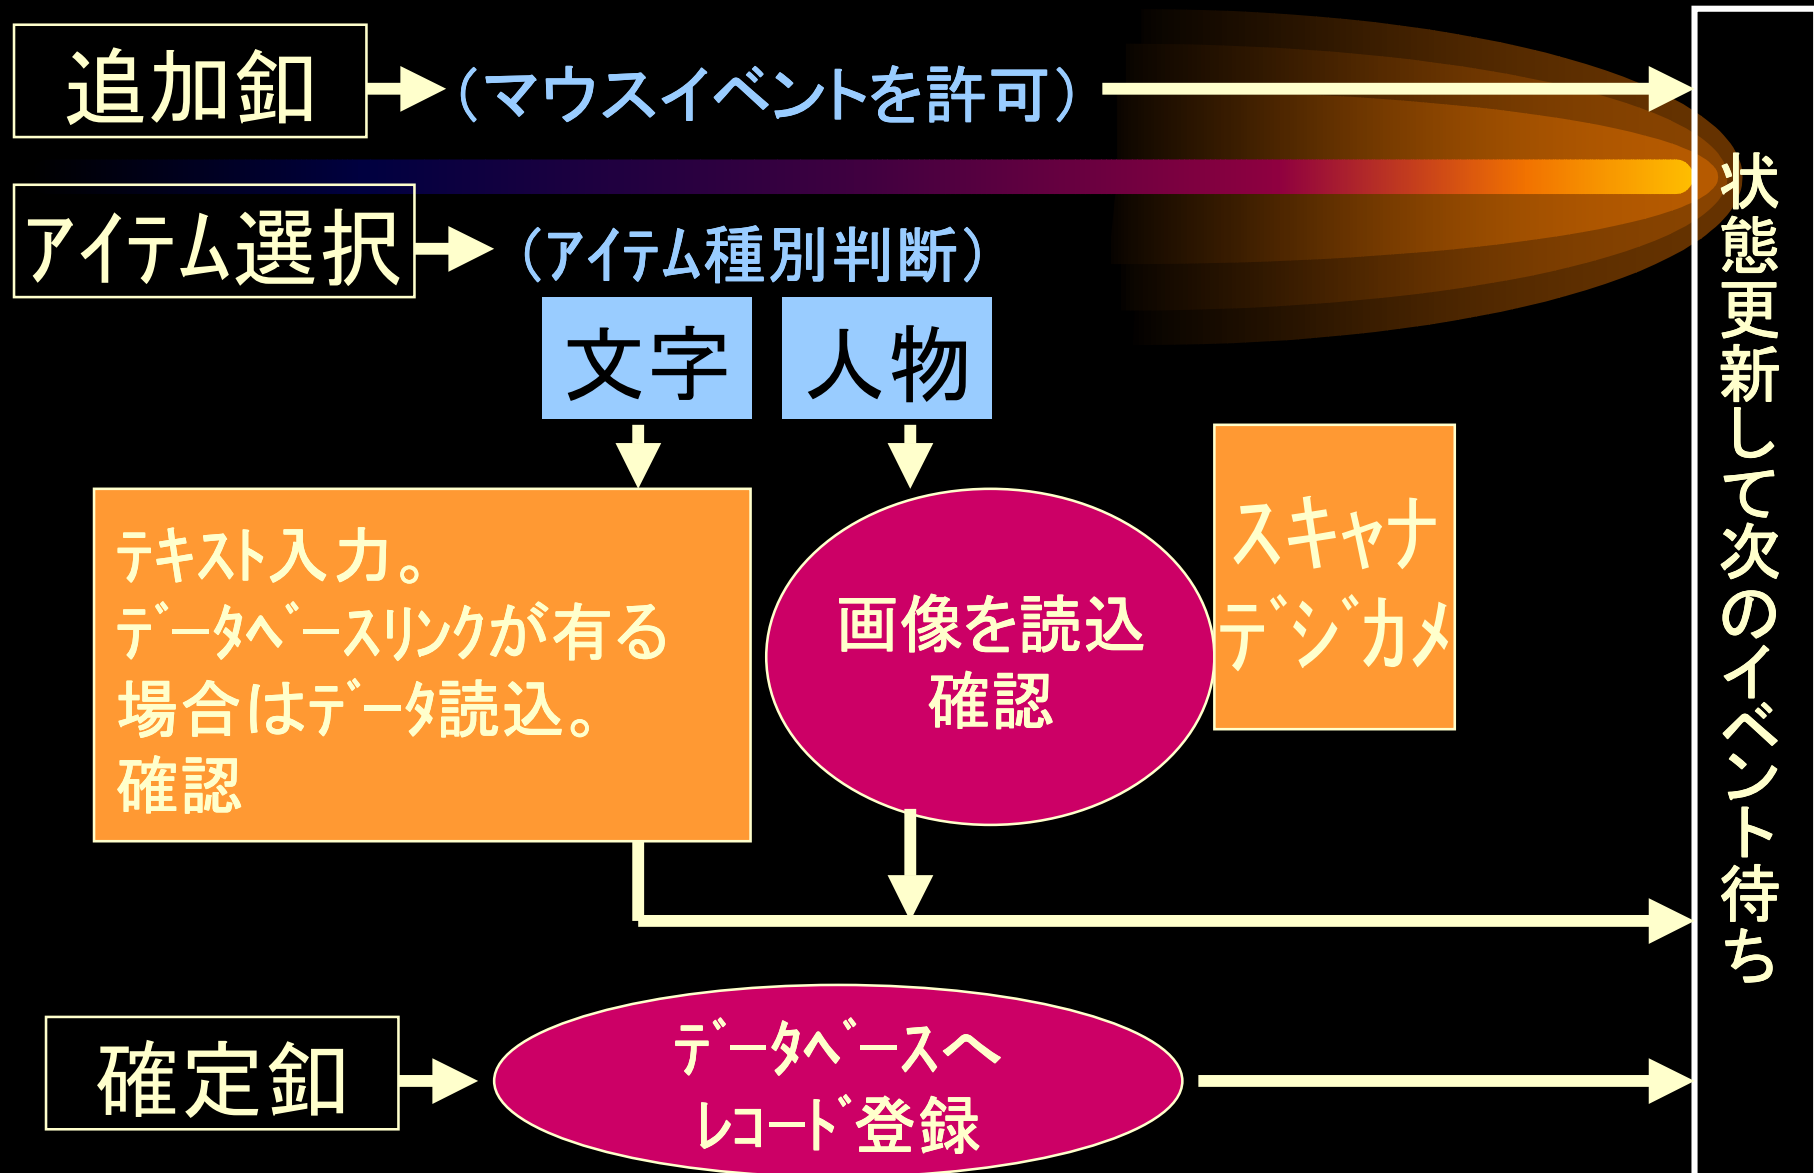 追加釦
（マウスイベントを許可）
アイテム選択
（アイテム種別判断）
文字
人物
テキスト入力。
データベースリンクが有る
場合はデータ読込。
確認
画像を読込
確認
スキャナ
デジカメ
確定釦
データベースへ
レコード登録
状態更新して次のイベント待ち